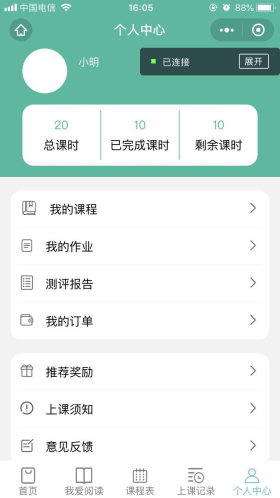 中国电信 16:05 88%
个人中心
小明
已连接 展开
20 10 10
总课时 已完成课时 剩余课时
我的课程
我的作业
测评报告
我的订单
推荐奖励
上课须知
意见反馈
首页 我爱阅读 课程表 上课记录 个人中心